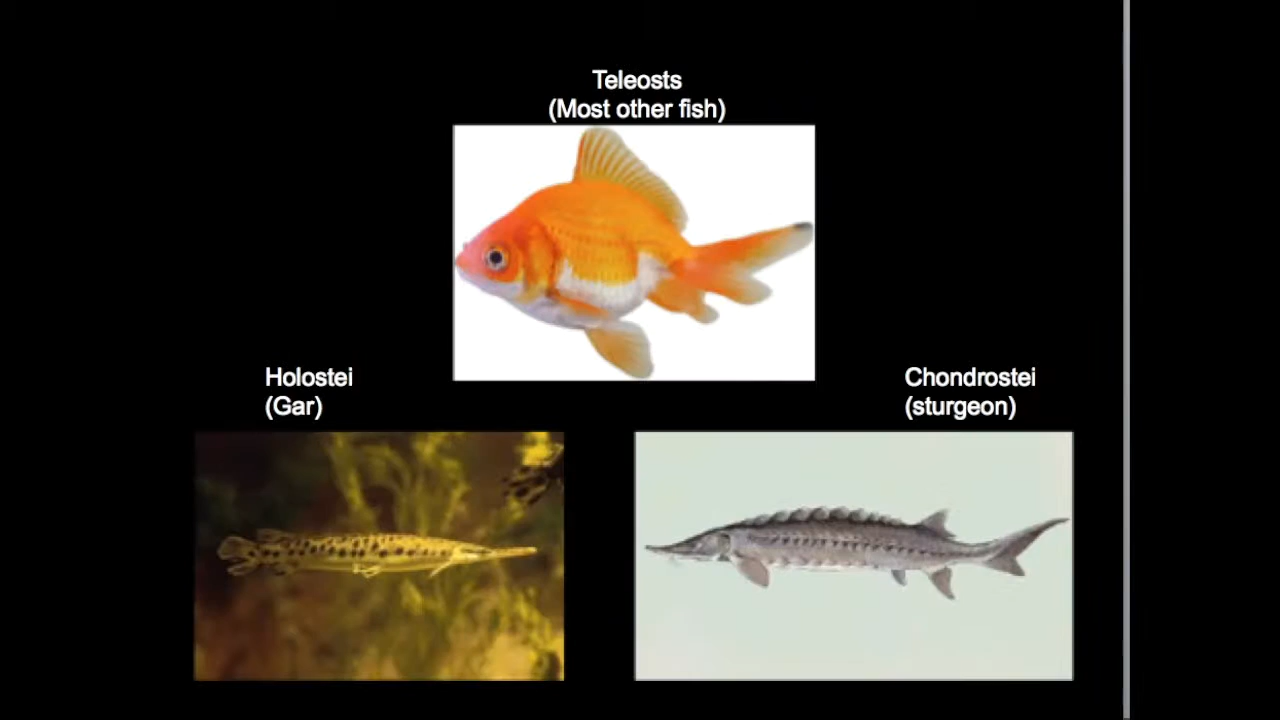 Teleosts
(Most other fish)
Holostei
(Gar)
Chondrostei
(sturgeon)